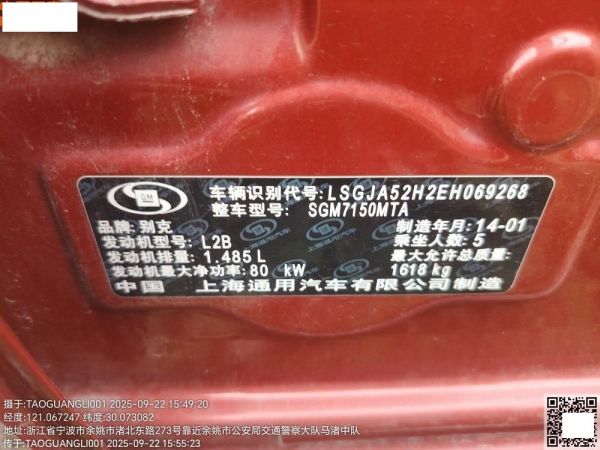 GM
车辆识别代号:LSGJA52H2EH069268
整车型号: SGM7150MTA
品牌:别克
制造年月:14-01
发动机型号:L2B
乘坐人数:5
发动机排量:1.485L
最大允许总质量:
发动机最大净功率:80 kW
1618kg
中国 上海通用汽车有限公司制造
摄于:TAOGUANGLI001 2025-09-22 15:49:20
经度:121.067247 纬度:30.073082
地址:浙江省宁波市余姚市渚北东路273号靠近余姚市公安局交通警察大队马渚中队
传于:TAOGUANGLI001 2025-09-22 15:55:23